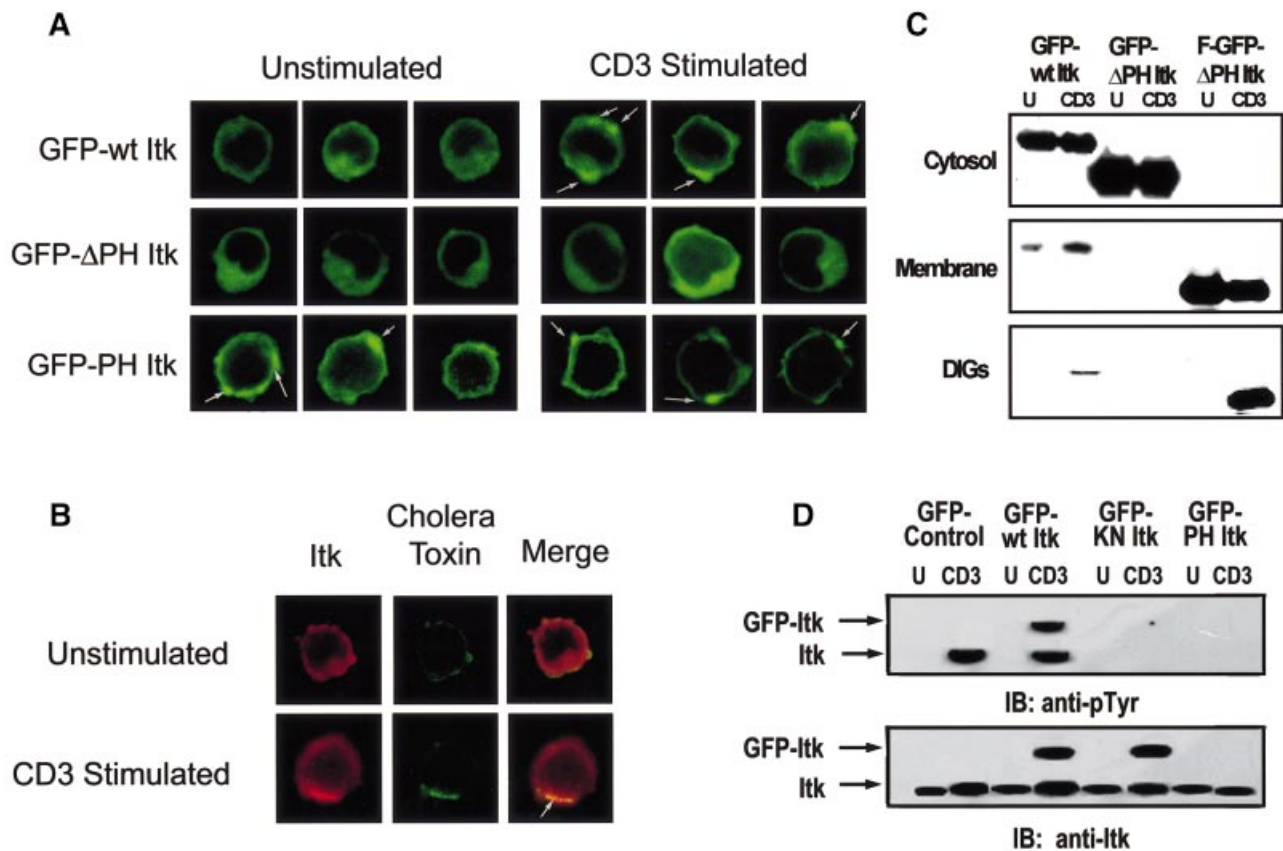 A
Unstimulated
CD3 Stimulated
GFP-wt Itk
GFP-ΔPH Itk
GFP-PH Itk
B
Itk
Cholera
Toxin
Merge
Unstimulated
CD3 Stimulated
C
GFP-
wt Itk
GFP-
ΔPH Itk
F-GFP-
ΔPH Itk
U CD3 U CD3 U CD3
Cytosol
Membrane
DIGs
D
GFP-
Control
GFP-
wt Itk
GFP-
KN Itk
GFP-
PH Itk
U CD3 U CD3 U CD3 U CD3
GFP-Itk
Itk
IB: anti-pTyr
GFP-Itk
Itk
IB: anti-Itk